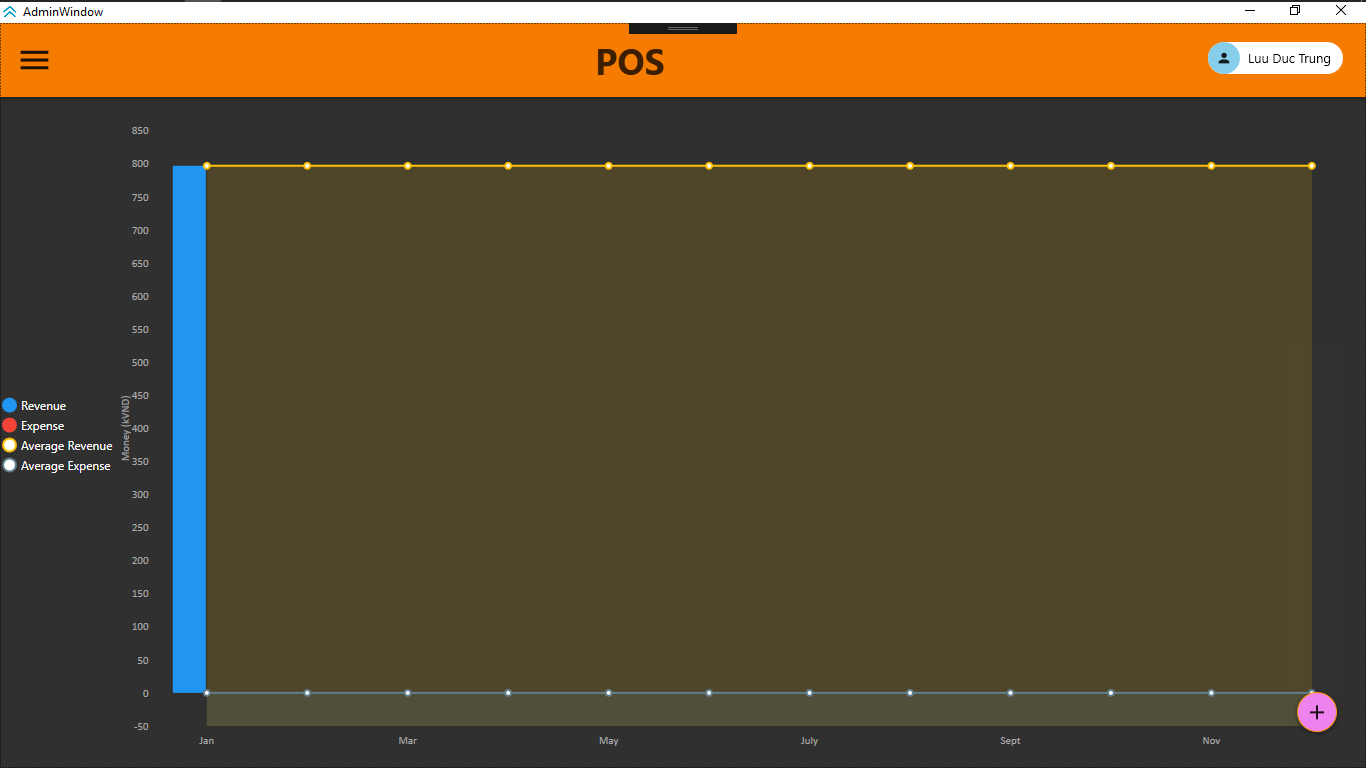 AdminWindow
POS
Luu Duc Trung
850
800
750
700
650
600
550
500
450
400
350
300
250
200
150
100
50
0
-50
Money (kVND)
Revenue
Expense
Average Revenue
Average Expense
Jan
Mar
May
July
Sept
Nov